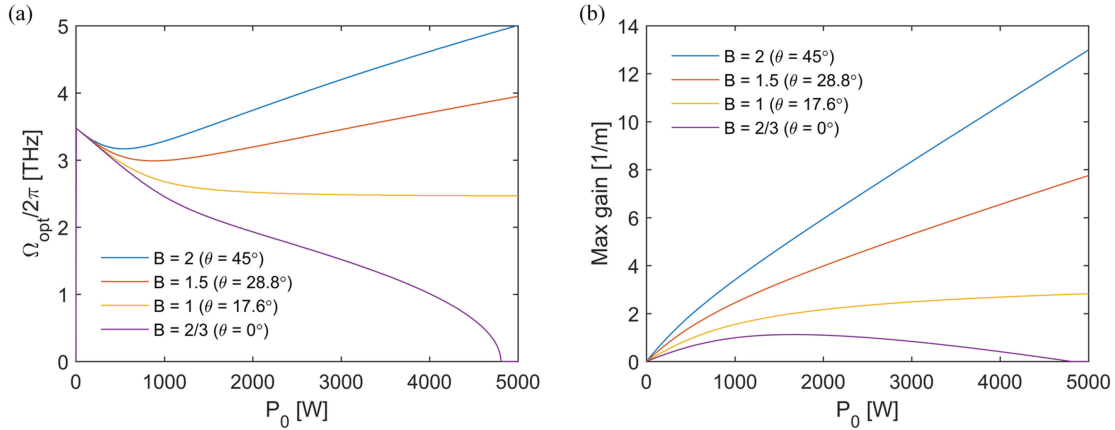 (a)
5
4
3
2
1
0
Ω_opt/2π [THz]
B = 2 (θ = 45°)
B = 1.5 (θ = 28.8°)
B = 1 (θ = 17.6°)
B = 2/3 (θ = 0°)
0 1000 2000 3000 4000 5000
P_0 [W]
(b)
14
12
10
8
6
4
2
0
Max gain [1/m]
B = 2 (θ = 45°)
B = 1.5 (θ = 28.8°)
B = 1 (θ = 17.6°)
B = 2/3 (θ = 0°)
0 1000 2000 3000 4000 5000
P_0 [W]